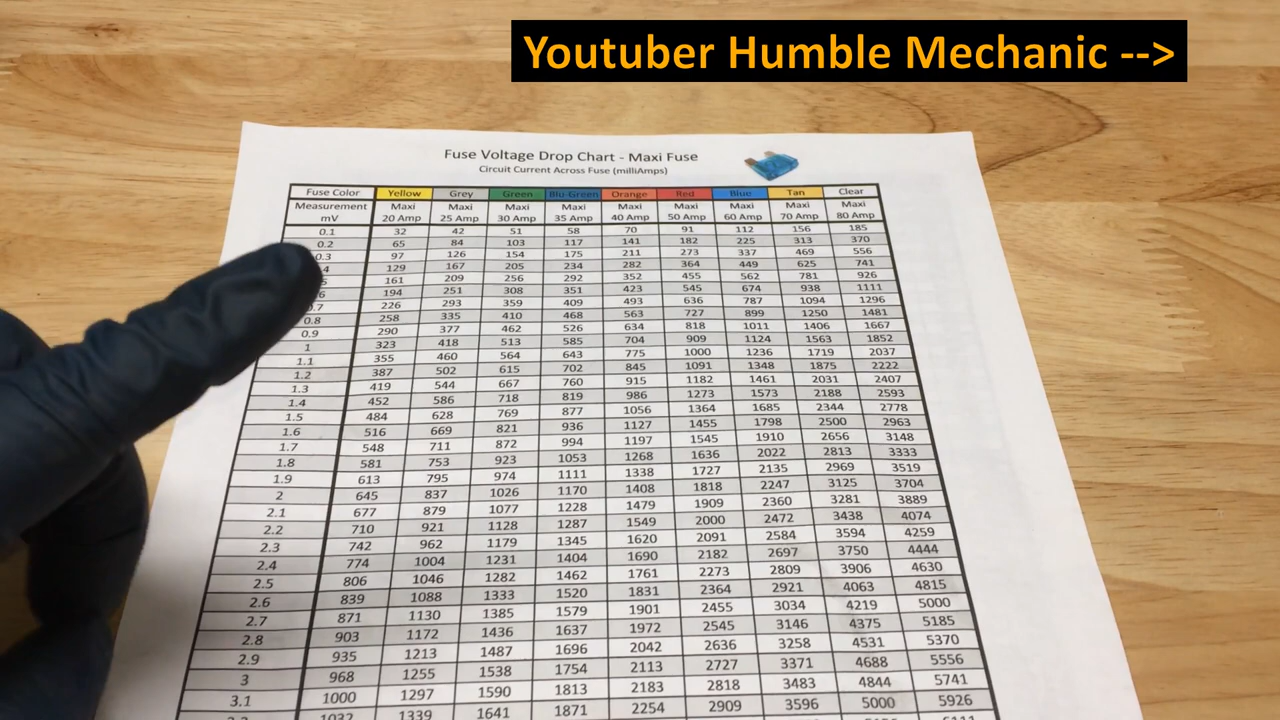 Youtuber Humble Mechanic -->
Fuse Voltage Drop Chart - Maxi Fuse
Circuit Current Across Fuse (milliAmps)
Fuse Color Yellow Grey Green Blu-Green Orange Red Blue Tan Clear
Measurement Maxi Maxi Maxi Maxi Maxi Maxi Maxi Maxi Maxi
mV 20 Amp 25 Amp 30 Amp 35 Amp 40 Amp 50 Amp 60 Amp 70 Amp 80 Amp
0.1 32 42 51 58 70 91 112 156 185
0.2 65 84 103 117 141 182 225 313 370
0.3 97 126 154 175 211 273 337 469 556
4 129 167 205 234 282 364 449 625 741
5 161 209 256 292 352 455 562 781 926
6 194 251 308 351 423 545 674 938 1111
0.7 226 293 359 409 493 636 787 1094 1296
0.8 258 335 410 468 563 727 899 1250 1481
0.9 290 377 462 526 634 818 1011 1406 1667
1 323 418 513 585 704 909 1124 1563 1852
1.1 355 460 564 643 775 1000 1236 1719 2037
1.2 387 502 615 702 845 1091 1348 1875 2222
1.3 419 544 667 760 915 1182 1461 2031 2407
1.4 452 586 718 819 986 1273 1573 2188 2593
1.5 484 628 769 877 1056 1364 1685 2344 2778
1.6 516 669 821 936 1127 1455 1798 2500 2963
1.7 548 711 872 994 1197 1545 1910 2656 3148
1.8 581 753 923 1053 1268 1636 2022 2813 3333
1.9 613 795 974 1111 1338 1727 2135 2969 3519
2 645 837 1026 1170 1408 1818 2247 3125 3704
2.1 677 879 1077 1228 1479 1909 2360 3281 3889
2.2 710 921 1128 1287 1549 2000 2472 3438 4074
2.3 742 962 1179 1345 1620 2091 2584 3594 4259
2.4 774 1004 1231 1404 1690 2182 2697 3750 4444
2.5 806 1046 1282 1462 1761 2273 2809 3906 4630
2.6 839 1088 1333 1520 1831 2364 2921 4063 4815
2.7 871 1130 1385 1579 1901 2455 3034 4219 5000
2.8 903 1172 1436 1637 1972 2545 3146 4375 5185
2.9 935 1213 1487 1696 2042 2636 3258 4531 5370
3 968 1255 1538 1754 2113 2727 3371 4688 5556
3.1 1000 1297 1590 1813 2183 2818 3483 4844 5741
1032 1339 1641 1871 2254 2909 3596 5000 5926